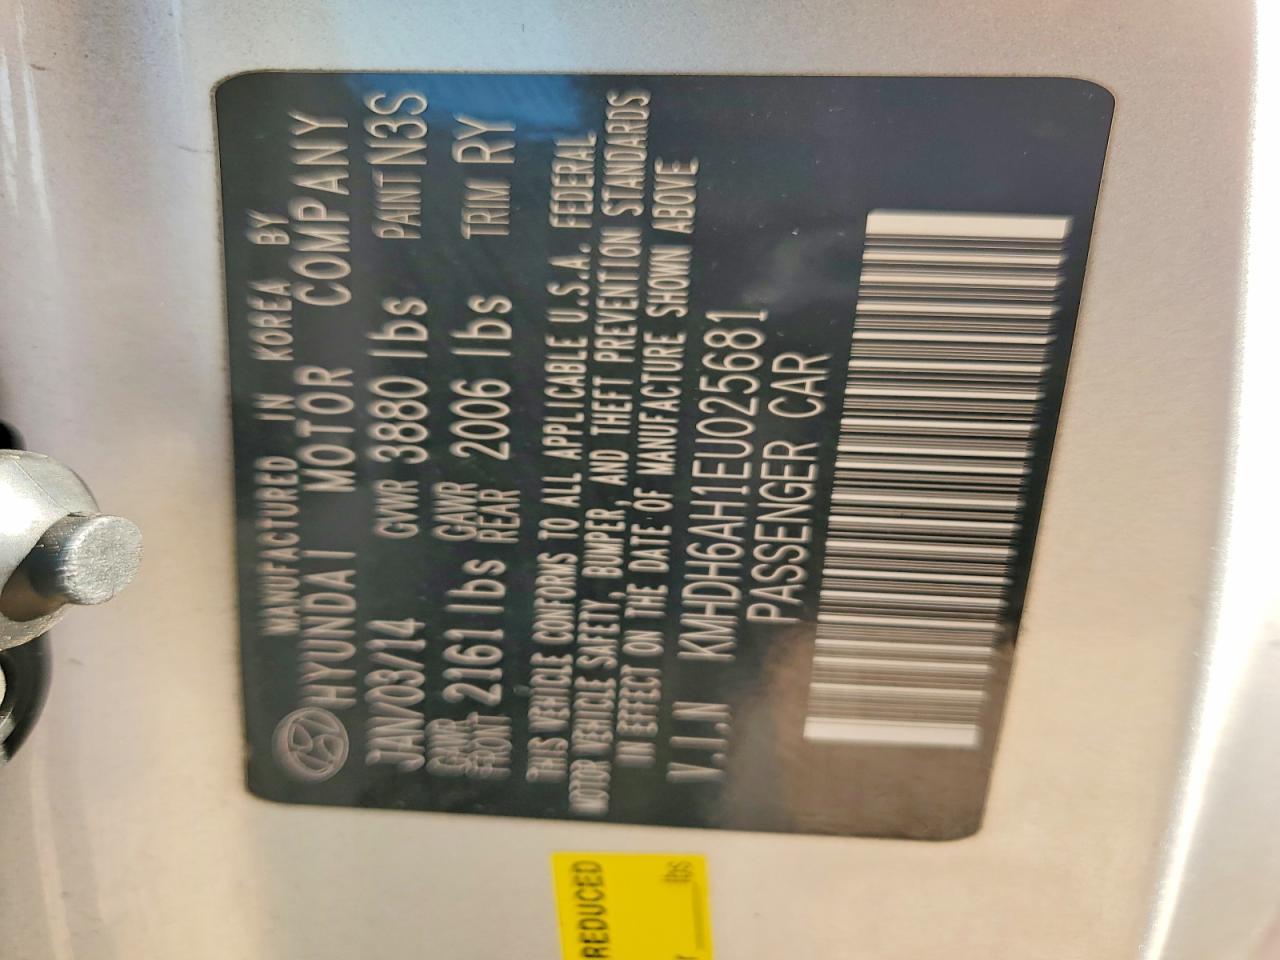 MANUFACTURED IN KOREA BY
HYUNDAI MOTOR COMPANY
JAN/03/14 GVWR 3880 lbs PAINT N3S
GAWR FRONT 2161 lbs GAWR REAR 2006 lbs TRIM RY
THIS VEHICLE CONFORMS TO ALL APPLICABLE U.S.A. FEDERAL
MOTOR VEHICLE SAFETY, BUMPER, AND THEFT PREVENTION STANDARDS
IN EFFECT ON THE DATE OF MANUFACTURE SHOWN ABOVE
V.I.N KMHDH6AH1EU025681
PASSENGER CAR
REDUCED
lbs